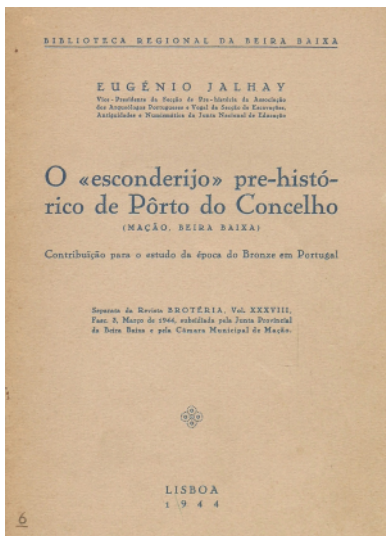 BIBLIOTECA REGIONAL DA BEIRA BAIXA
EUGÉNIO JALHAY
Vice-Presidente da Secção de Pre-história da Associação
dos Arqueólogos Portugueses e Vogal da Secção de Escavações,
Antiguidades e Numismática da Junta Nacional de Educação
O «esconderijo» pre-histó-
rico de Pôrto do Concelho
(MAÇÃO, BEIRA BAIXA)
Contribuïção para o estudo da época do Bronze em Portugal
Separata da Revista BROTÉRIA, Vol. XXXVIII,
Fasc. 3, Março de 1944, subsidiada pela Junta Provincial
da Beira Baixa e pela Câmara Municipal de Mação.
LISBOA
1944
6